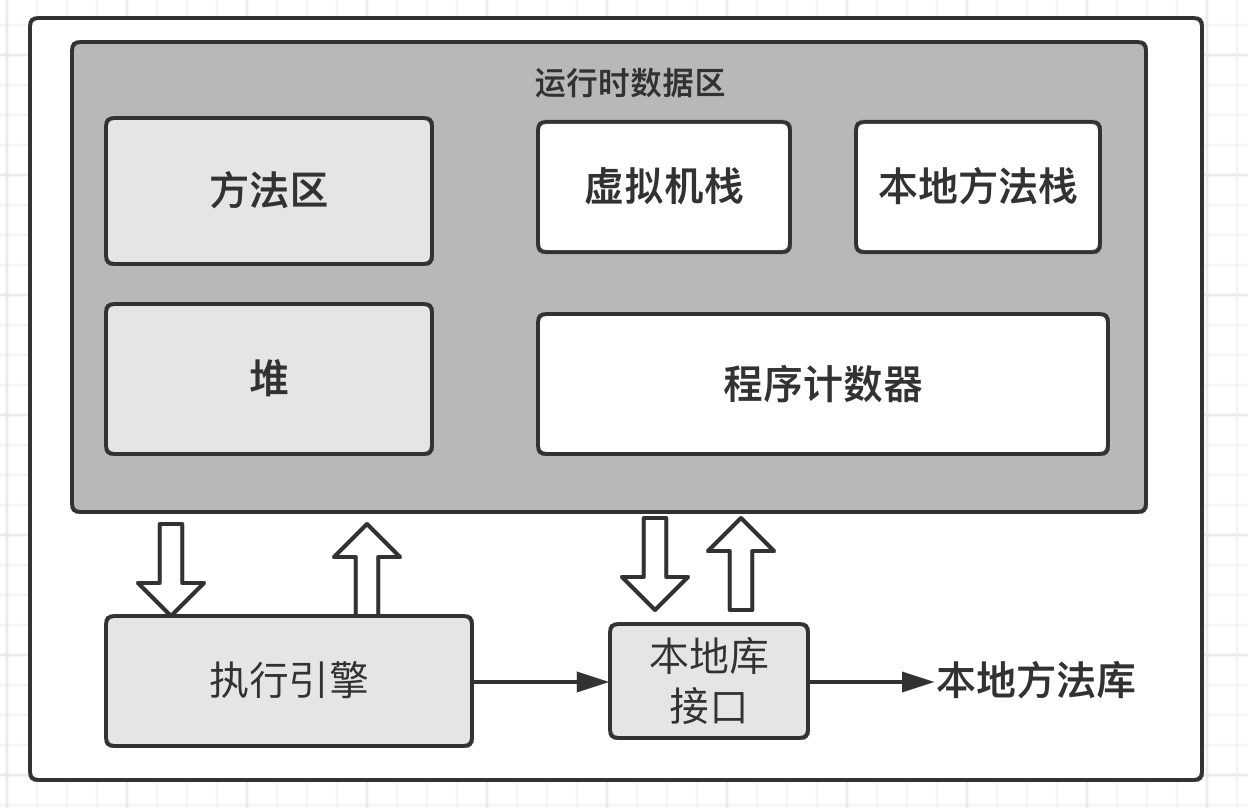 运行时数据区
方法区
虚拟机栈
本地方法栈
堆
程序计数器
执行引擎
本地库
接口
本地方法库